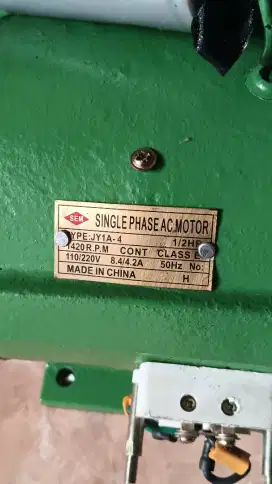 SEM SINGLE PHASE AC.MOTOR
TYPE:JY1A-4 1/2HP
1420R.P.M CONT CLASS E
110/220V 8.4/4.2A 50Hz No:
MADE IN CHINA H